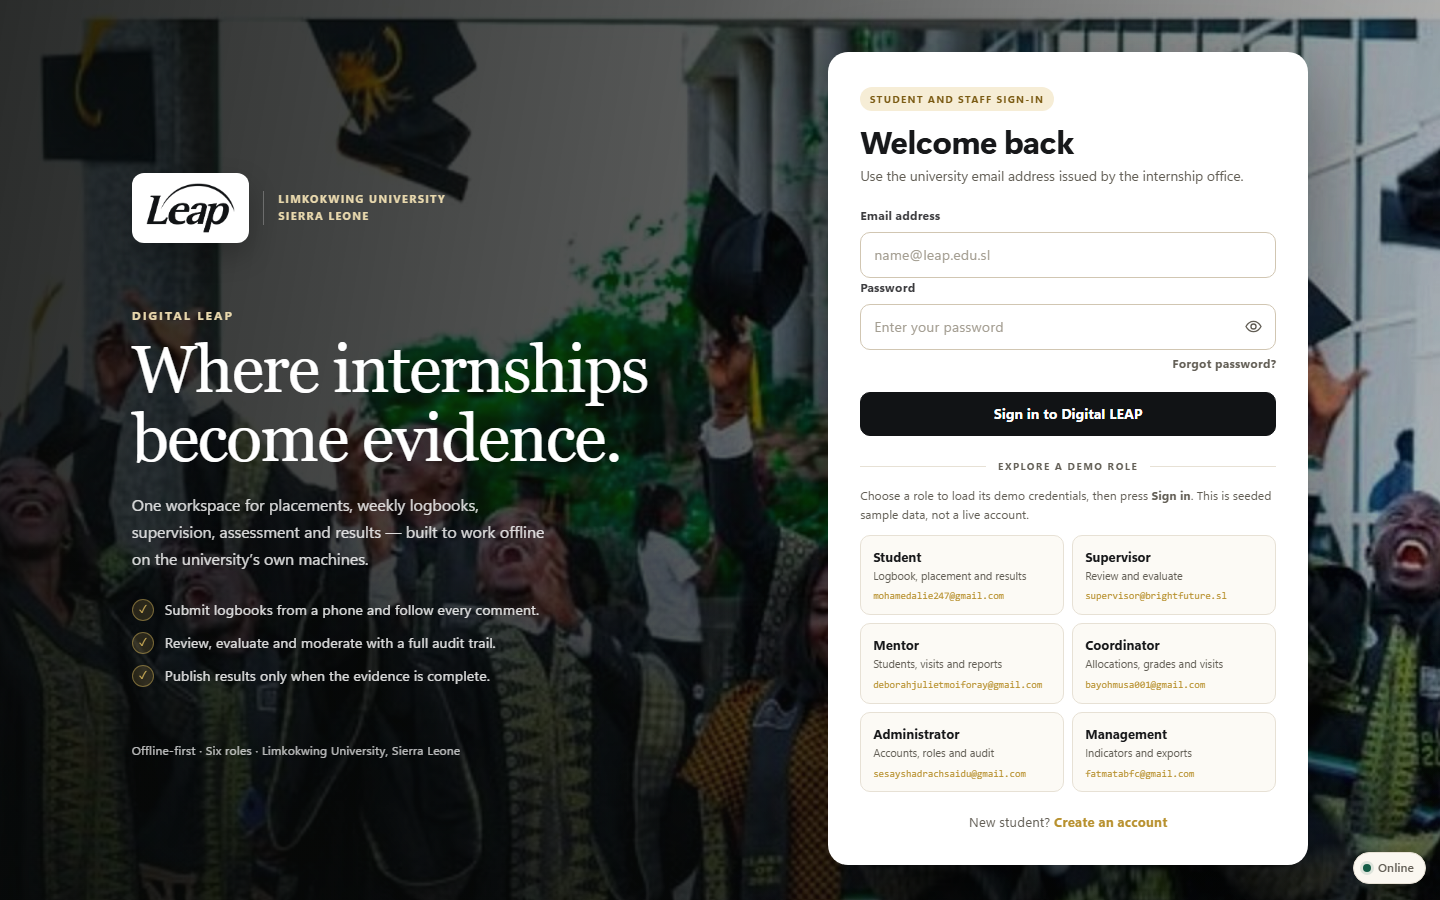 Leap
LIMKOKWING UNIVERSITY
SIERRA LEONE
DIGITAL LEAP
Where internships
become evidence.
One workspace for placements, weekly logbooks,
supervision, assessment and results — built to work offline
on the university’s own machines.
✓ Submit logbooks from a phone and follow every comment.
✓ Review, evaluate and moderate with a full audit trail.
✓ Publish results only when the evidence is complete.
Offline-first · Six roles · Limkokwing University, Sierra Leone
STUDENT AND STAFF SIGN-IN
Welcome back
Use the university email address issued by the internship office.
Email address
name@leap.edu.sl
Password
Enter your password
Forgot password?
Sign in to Digital LEAP
EXPLORE A DEMO ROLE
Choose a role to load its demo credentials, then press Sign in. This is seeded
sample data, not a live account.
Student
Logbook, placement and results
mohamedalie247@gmail.com
Supervisor
Review and evaluate
supervisor@brightfuture.sl
Mentor
Students, visits and reports
deborahjulietmoiforay@gmail.com
Coordinator
Allocations, grades and visits
bayohmusa001@gmail.com
Administrator
Accounts, roles and audit
sesayshadrachsaidu@gmail.com
Management
Indicators and exports
fatmatabfc@gmail.com
New student? Create an account
Online
CLASS
OF